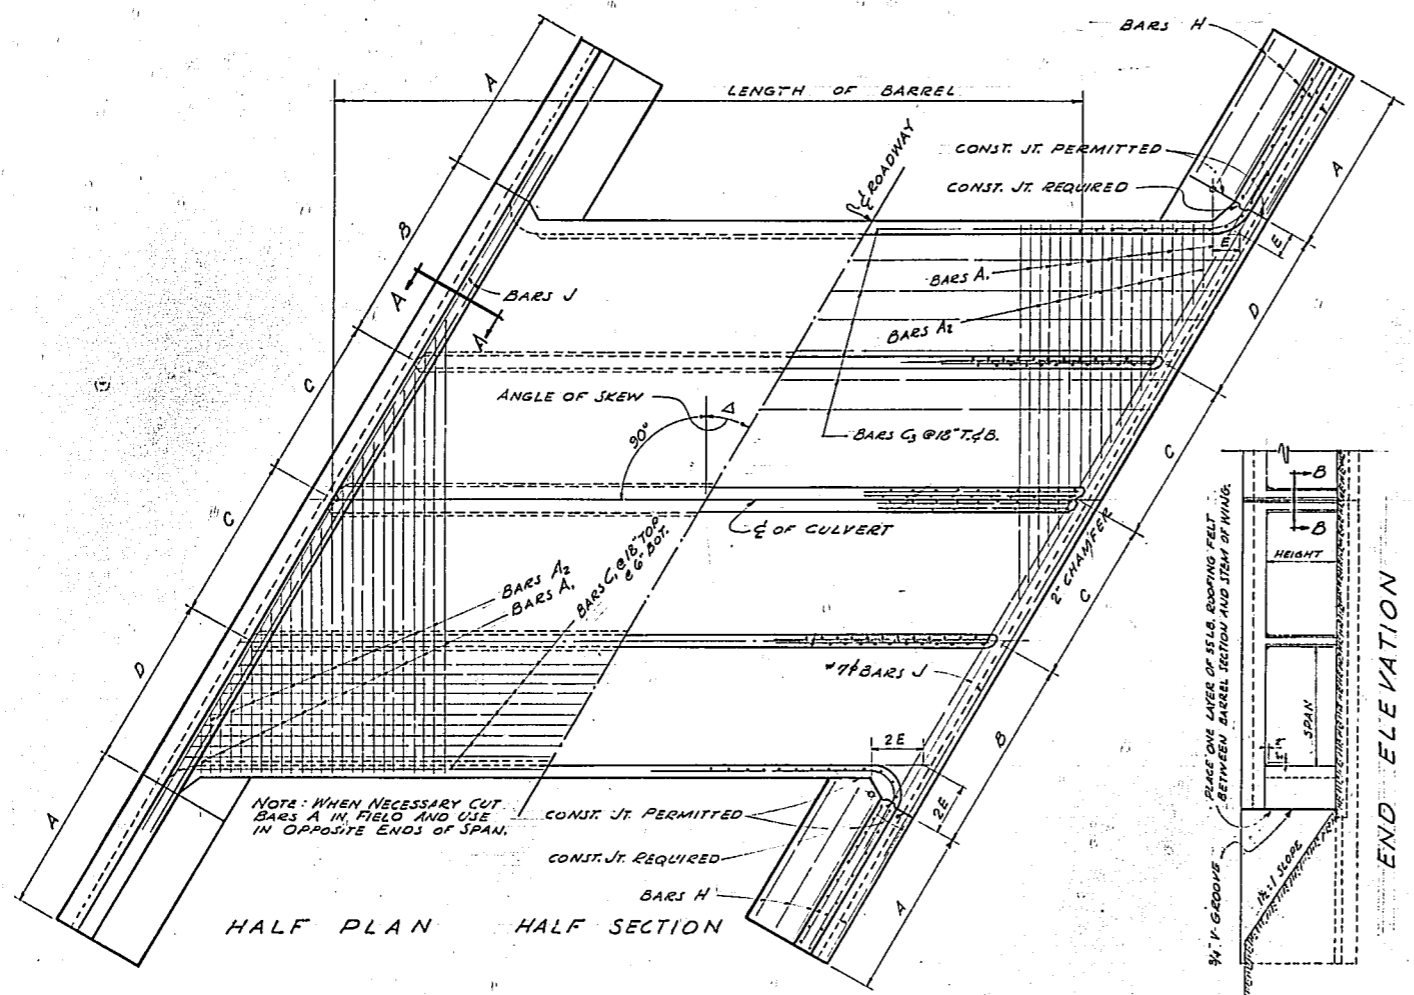 BARS H
A
LENGTH OF BARREL
CONST. JT. PERMITTED
CONST. JT. REQUIRED
℄ ROADWAY
A
B
E
E
BARS A1
BARS J
A
A
BARS A2
D
C
ANGLE OF SKEW
Δ
90°
BARS C3 @18" T.&B.
C
C
℄ OF CULVERT
2" CHAMFER
BARS A2
BARS A1
BARS C1 @18" TOP
@6" BOT.
C
D
#7⌀ BARS J
B
2E
2E
NOTE: WHEN NECESSARY CUT
BARS A IN FIELD AND USE
IN OPPOSITE ENDS OF SPAN.
CONST. JT. PERMITTED
CONST. JT. REQUIRED
BARS H
A
A
HALF PLAN
HALF SECTION
PLACE ONE LAYER OF 55 LB. ROOFING FELT
BETWEEN BARREL SECTION AND STEM OF WING.
B
B
HEIGHT
SPAN
3/4" V-GROOVE
1½:1 SLOPE
END ELEVATION